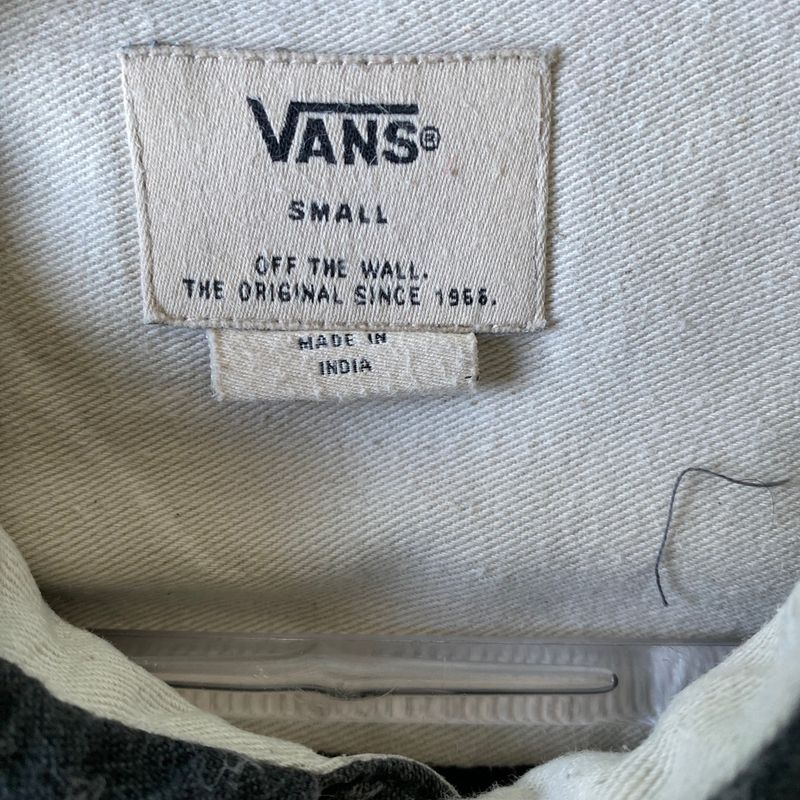 VANS®
SMALL
OFF THE WALL.
THE ORIGINAL SINCE 1966.
MADE IN
INDIA